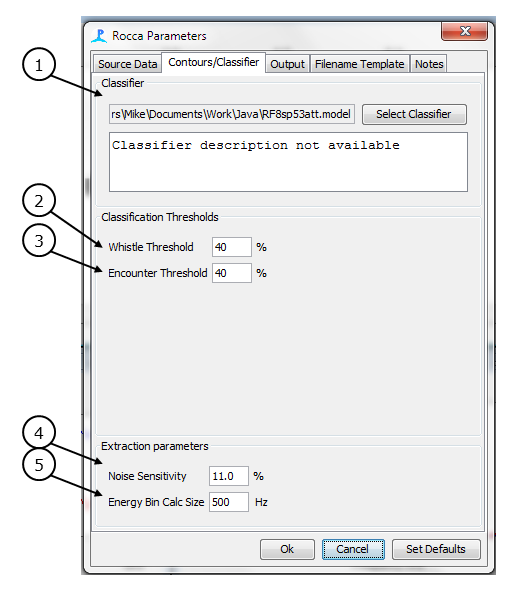 Rocca Parameters
Source Data Contours/Classifier Output Filename Template Notes
1
Classifier
rs\Mike\Documents\Work\Java\RF8sp53att.model Select Classifier
Classifier description not available
2
Classification Thresholds
3
Whistle Threshold 40 %
Encounter Threshold 40 %
4
Extraction parameters
5
Noise Sensitivity 11.0 %
Energy Bin Calc Size 500 Hz
Ok Cancel Set Defaults